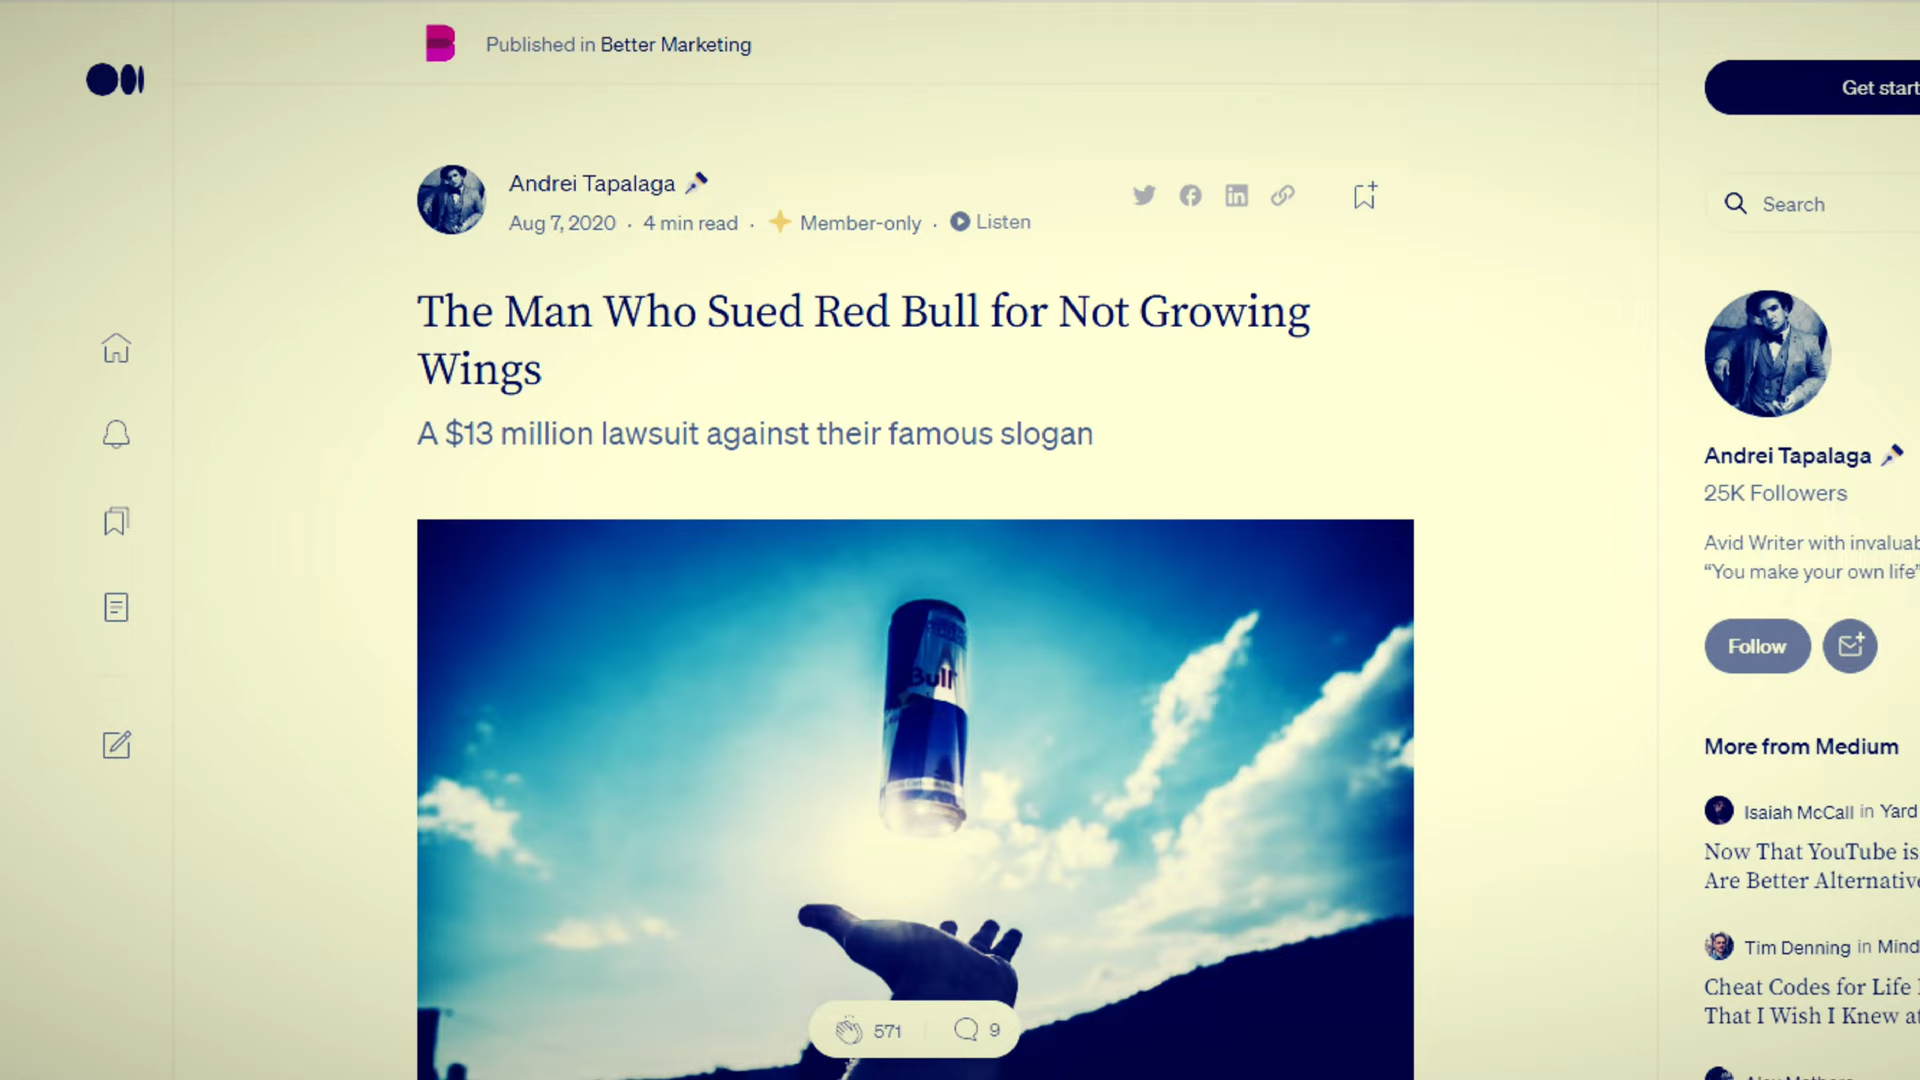 Published in Better Marketing
Get start
Andrei Tapalaga
Aug 7, 2020 · 4 min read · Member-only · Listen
Search
The Man Who Sued Red Bull for Not Growing
Wings
A $13 million lawsuit against their famous slogan
Bull
571
9
Andrei Tapalaga
25K Followers
Avid Writer with invaluab
“You make your own life”
Follow
More from Medium
Isaiah McCall in Yard
Now That YouTube is
Are Better Alternative
Tim Denning in Mind
Cheat Codes for Life
That I Wish I Knew at